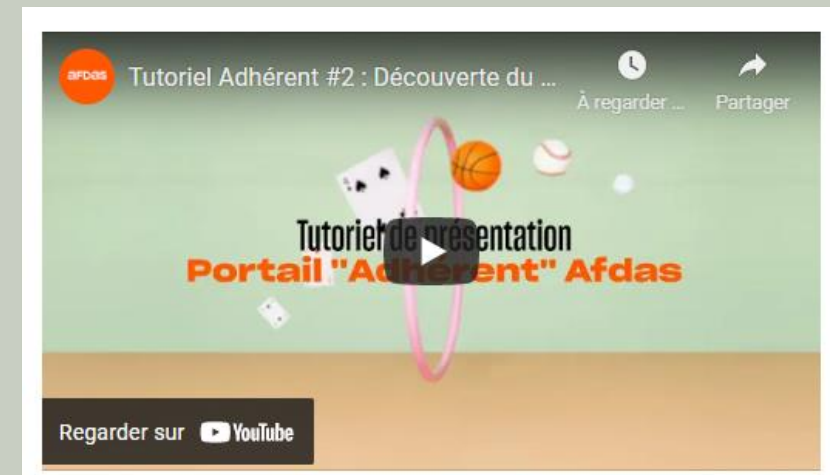 afdas
Tutoriel Adhérent #2 : Découverte du ...
À regarder ...
Partager
Tutoriel de présentation
Portail "Adhérent" Afdas
Regarder sur YouTube